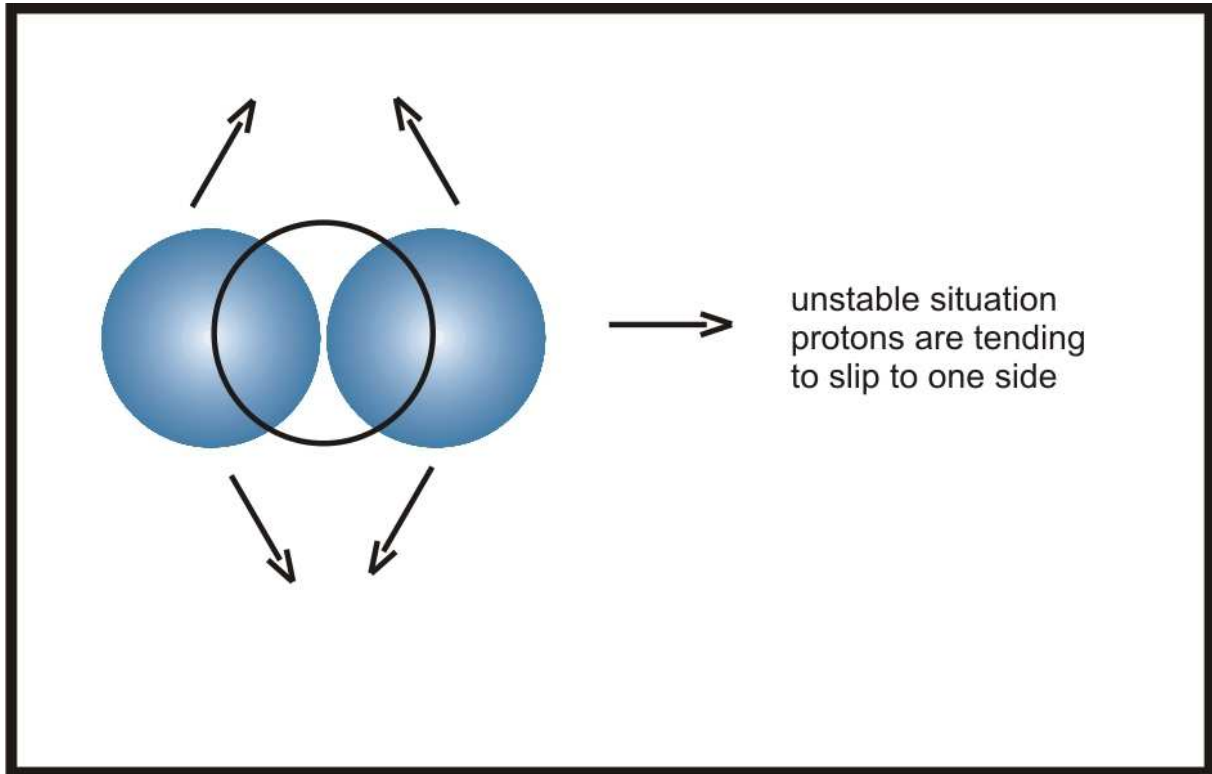 unstable situation
protons are tending
to slip to one side